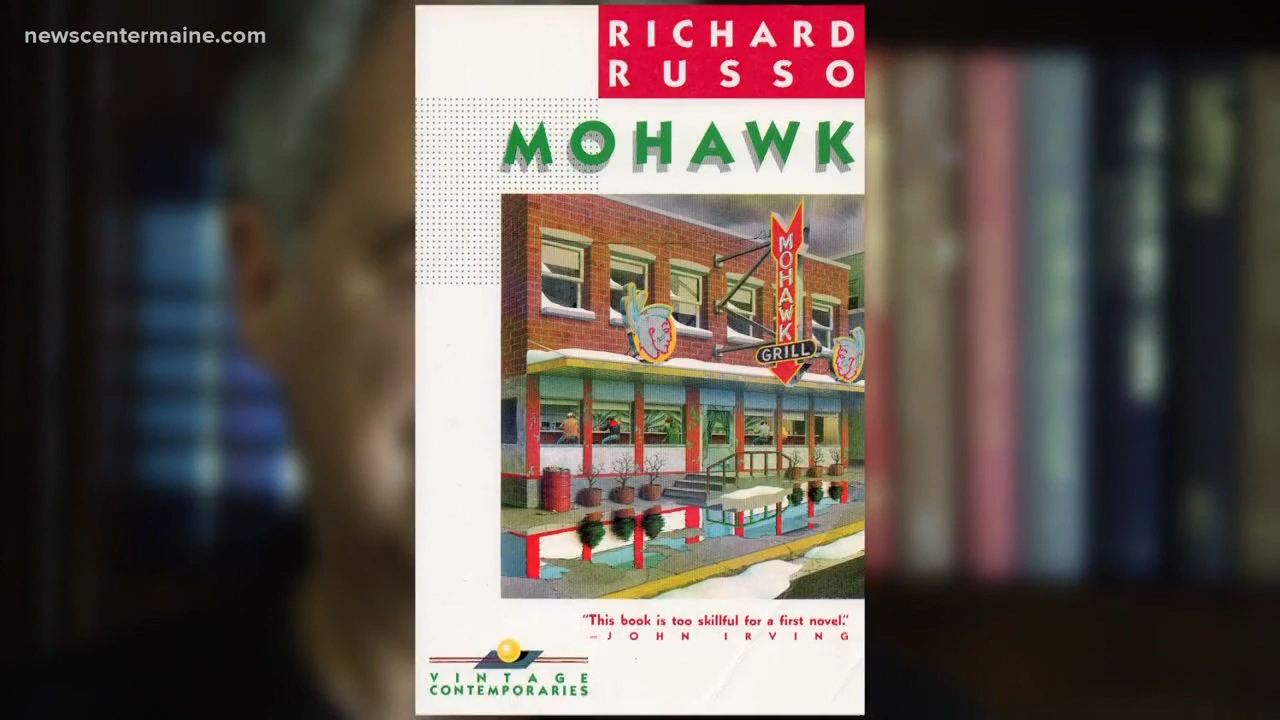 newscentermaine.com
RICHARD
RUSSO
MOHAWK
MOHAWK
GRILL
"This book is too skillful for a first novel."
—JOHN IRVING
VINTAGE
CONTEMPORARIES